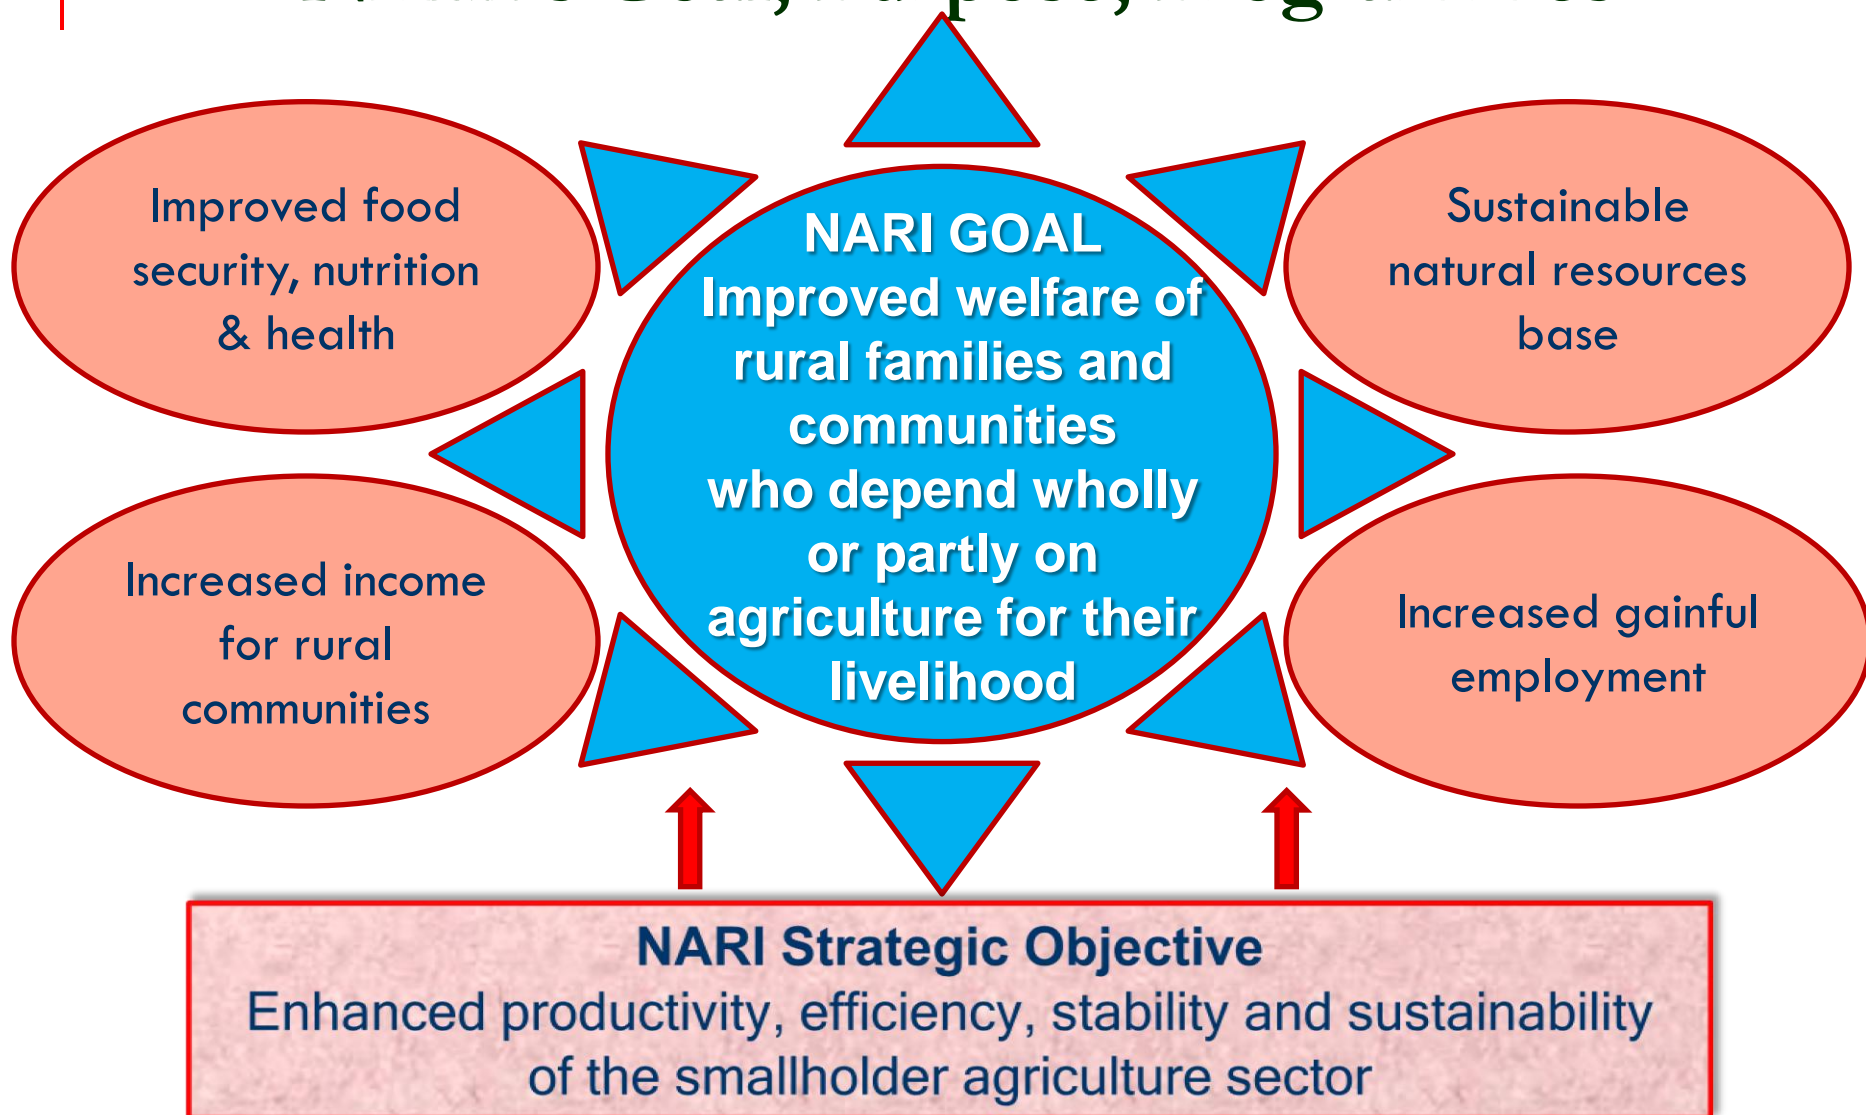 Improved food
security, nutrition
& health
Sustainable
natural resources
base
NARI GOAL
Improved welfare of
rural families and
communities
who depend wholly
or partly on
agriculture for their
livelihood
Increased income
for rural
communities
Increased gainful
employment
NARI Strategic Objective
Enhanced productivity, efficiency, stability and sustainability
of the smallholder agriculture sector